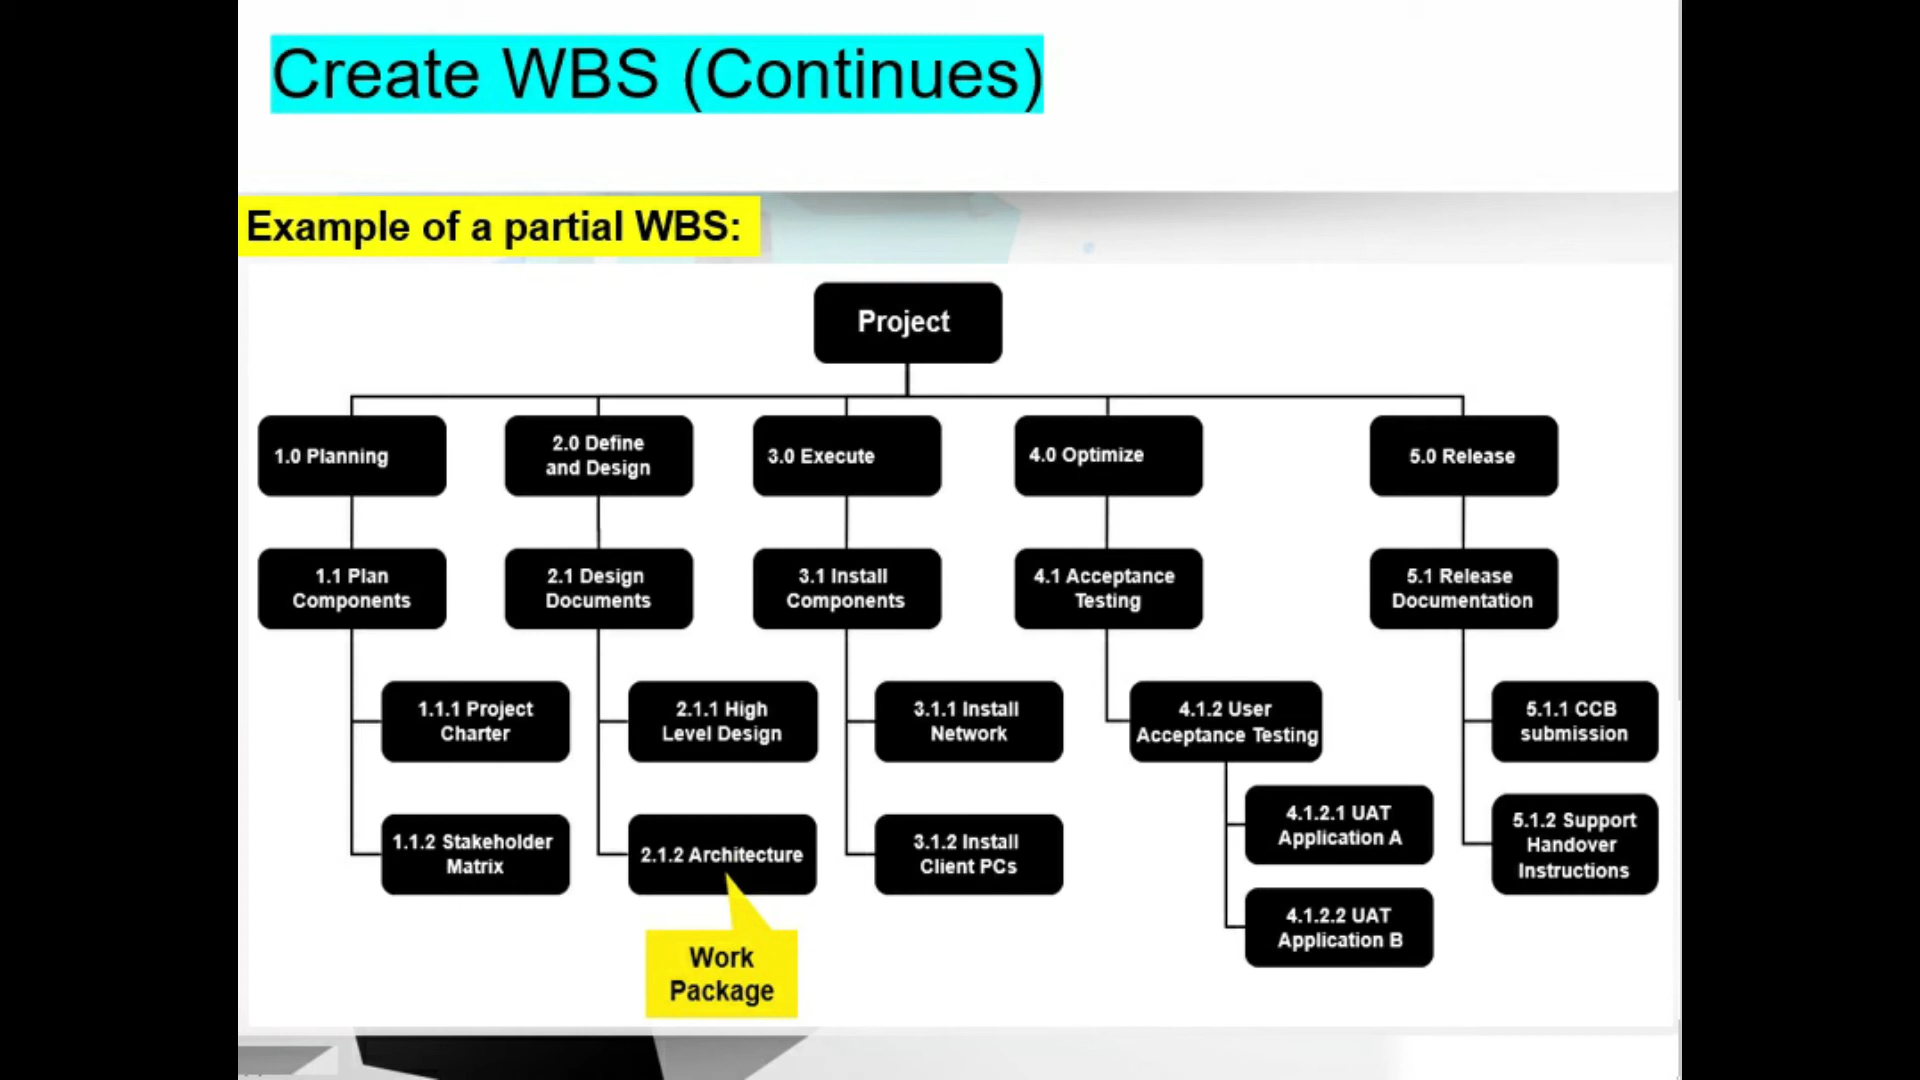 Create WBS (Continues)
Example of a partial WBS:
Project
1.0 Planning
2.0 Define
and Design
3.0 Execute
4.0 Optimize
5.0 Release
1.1 Plan
Components
2.1 Design
Documents
3.1 Install
Components
4.1 Acceptance
Testing
5.1 Release
Documentation
1.1.1 Project
Charter
2.1.1 High
Level Design
3.1.1 Install
Network
4.1.2 User
Acceptance Testing
5.1.1 CCB
submission
1.1.2 Stakeholder
Matrix
2.1.2 Architecture
3.1.2 Install
Client PCs
4.1.2.1 UAT
Application A
5.1.2 Support
Handover
Instructions
4.1.2.2 UAT
Application B
Work
Package